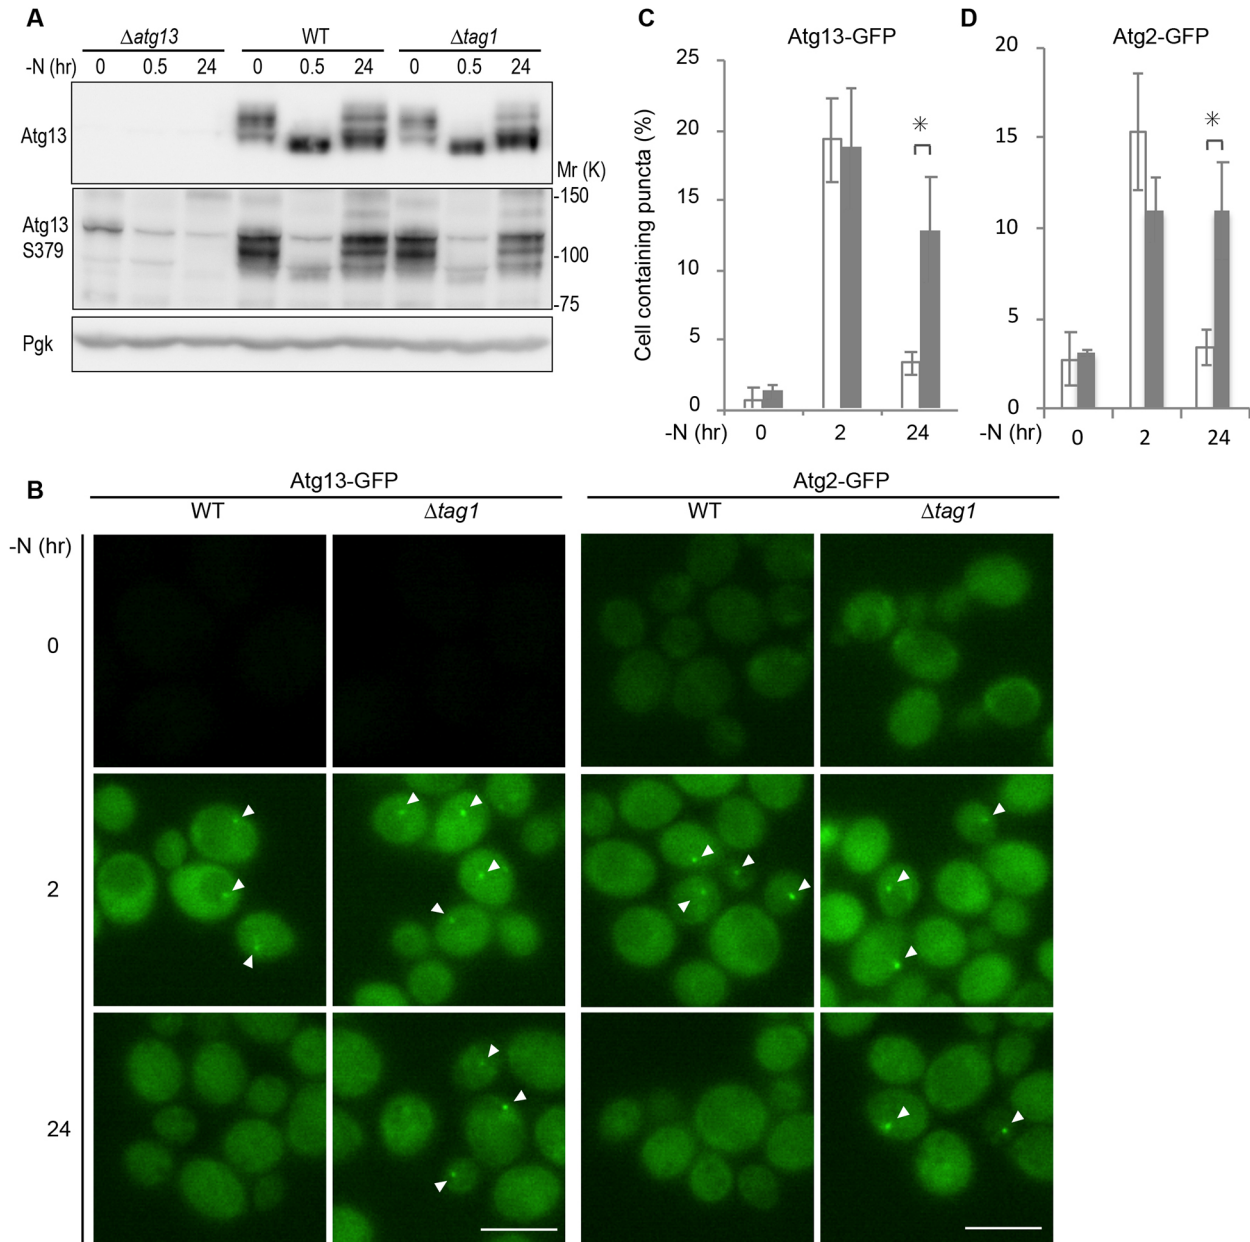 A
Δatg13 WT Δtag1
-N (hr) 0 0.5 24 0 0.5 24 0 0.5 24
Atg13
Mr (K)
-150
Atg13
S379
-100
-75
Pgk
C
Atg13-GFP
Cell containing puncta (%)
25
20
15
10
5
0
*
-N (hr) 0 2 24
D
Atg2-GFP
20
15
10
5
0
*
-N (hr) 0 2 24
B
Atg13-GFP Atg2-GFP
WT Δtag1 WT Δtag1
-N (hr)
0
2
24